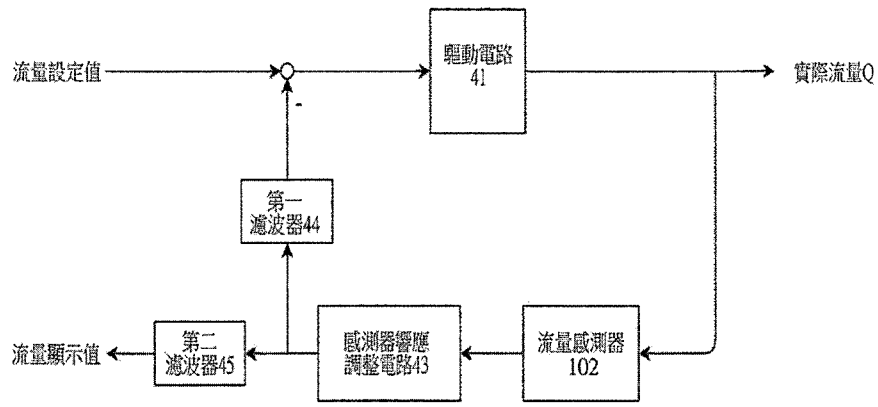 流量設定值
-
驅動電路
41
實際流量Q
第一
濾波器44
流量顯示值
第二
濾波器45
感測器響應
調整電路43
流量感測器
102